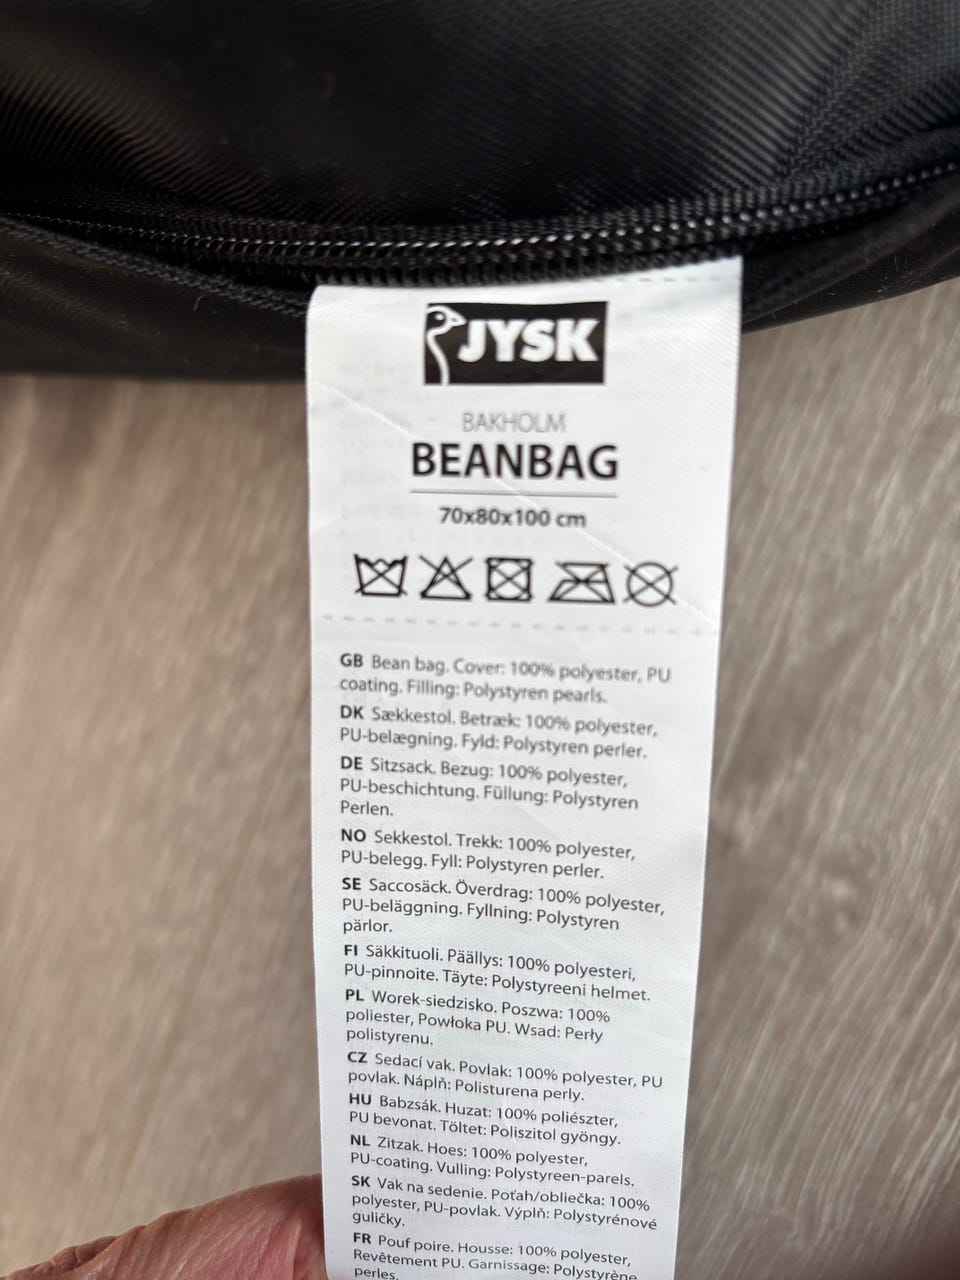 JYSK
BAKHOLM
BEANBAG
70x80x100 cm
GB Bean bag. Cover: 100% polyester, PU
coating. Filling: Polystyren pearls.
DK Sækkestol. Betræk: 100% polyester,
PU-belægning. Fyld: Polystyren perler.
DE Sitzsack. Bezug: 100% polyester,
PU-beschichtung. Füllung: Polystyren
Perlen.
NO Sekkestol. Trekk: 100% polyester,
PU-belegg. Fyll: Polystyren perler.
SE Saccosäck. Överdrag: 100% polyester,
PU-beläggning. Fyllning: Polystyren
pärlor.
FI Säkkituoli. Päällys: 100% polyesteri,
PU-pinnoite. Täyte: Polystyreeni helmet.
PL Worek-siedzisko. Poszwa: 100%
poliester, Powłoka PU. Wsad: Perły
polistyrenu.
CZ Sedací vak. Povlak: 100% polyester, PU
povlak. Náplň: Polisturena perly.
HU Babzsák. Huzat: 100% poliészter,
PU bevonat. Töltet: Poliszitol gyöngy.
NL Zitzak. Hoes: 100% polyester,
PU-coating. Vulling: Polystyreen-parels.
SK Vak na sedenie. Poťah/obliečka: 100%
polyester, PU-povlak. Výplň: Polystyrénové
guličky.
FR Pouf poire. Housse: 100% polyester,
Revêtement PU. Garnissage: Polystyrène
perles.